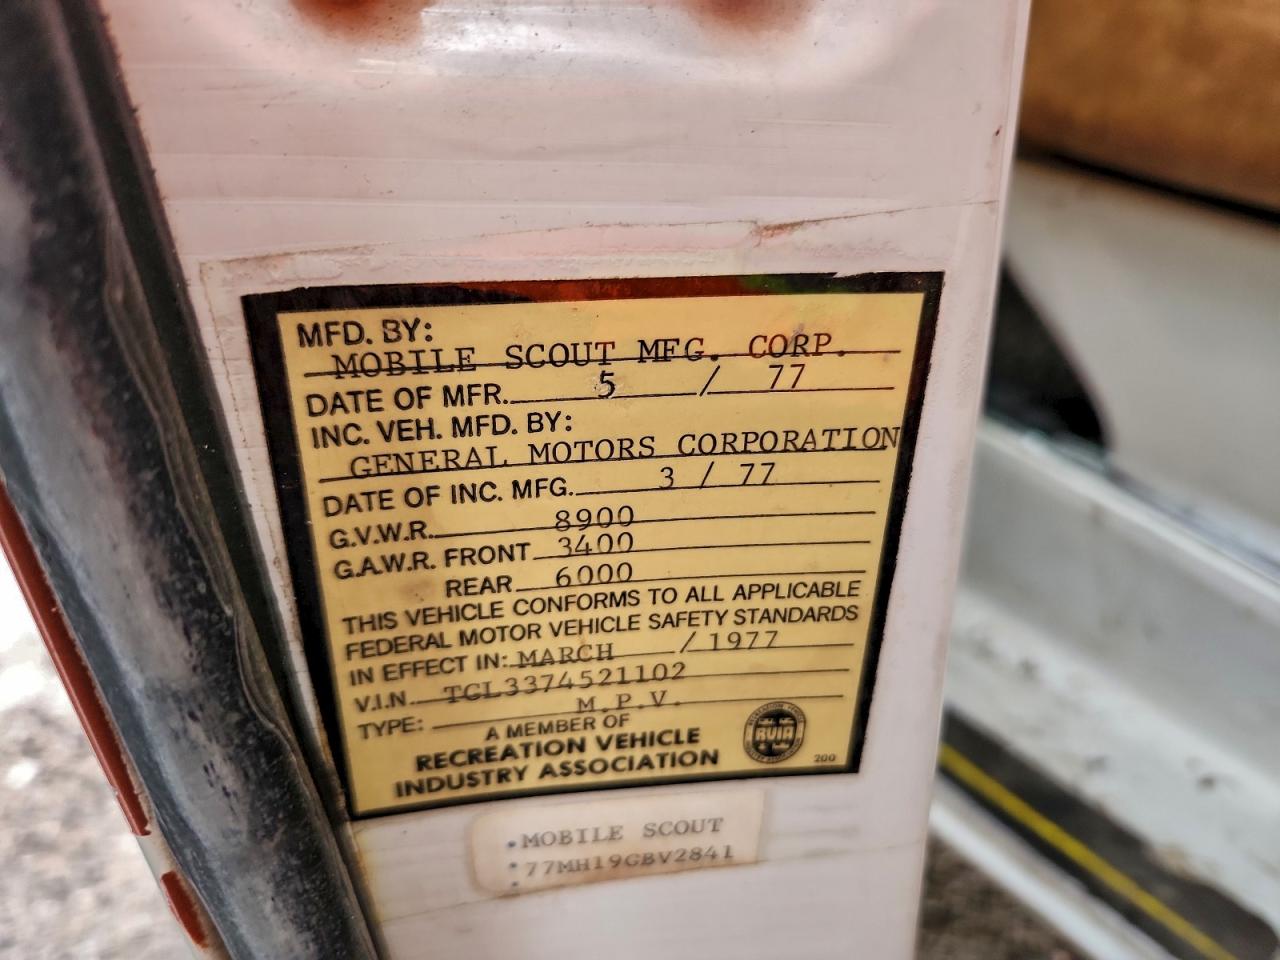 MFD. BY:
MOBILE SCOUT MFG. CORP.
DATE OF MFR. 5 / 77
INC. VEH. MFD. BY:
GENERAL MOTORS CORPORATION
DATE OF INC. MFG. 3 / 77
G.V.W.R. 8900
G.A.W.R. FRONT 3400
REAR 6000
THIS VEHICLE CONFORMS TO ALL APPLICABLE
FEDERAL MOTOR VEHICLE SAFETY STANDARDS
IN EFFECT IN: MARCH / 1977
V.I.N. TCL3374521102
TYPE: M.P.V.
A MEMBER OF
RECREATION VEHICLE
INDUSTRY ASSOCIATION
RVIA
200
MOBILE SCOUT
77MH19GBV2841